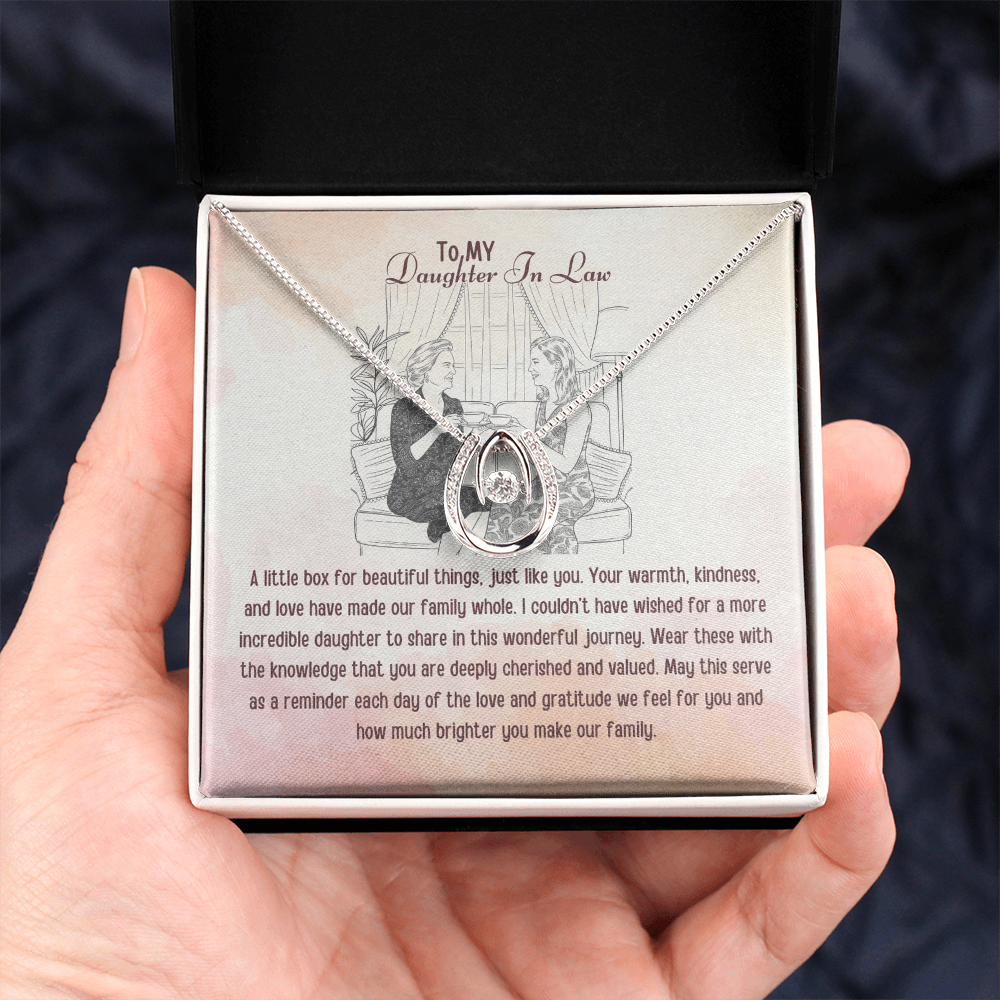 To MY
Daughter In Law
A little box for beautiful things, just like you. Your warmth, kindness,
and love have made our family whole. I couldn't have wished for a more
incredible daughter to share in this wonderful journey. Wear these with
the knowledge that you are deeply cherished and valued. May this serve
as a reminder each day of the love and gratitude we feel for you and
how much brighter you make our family.